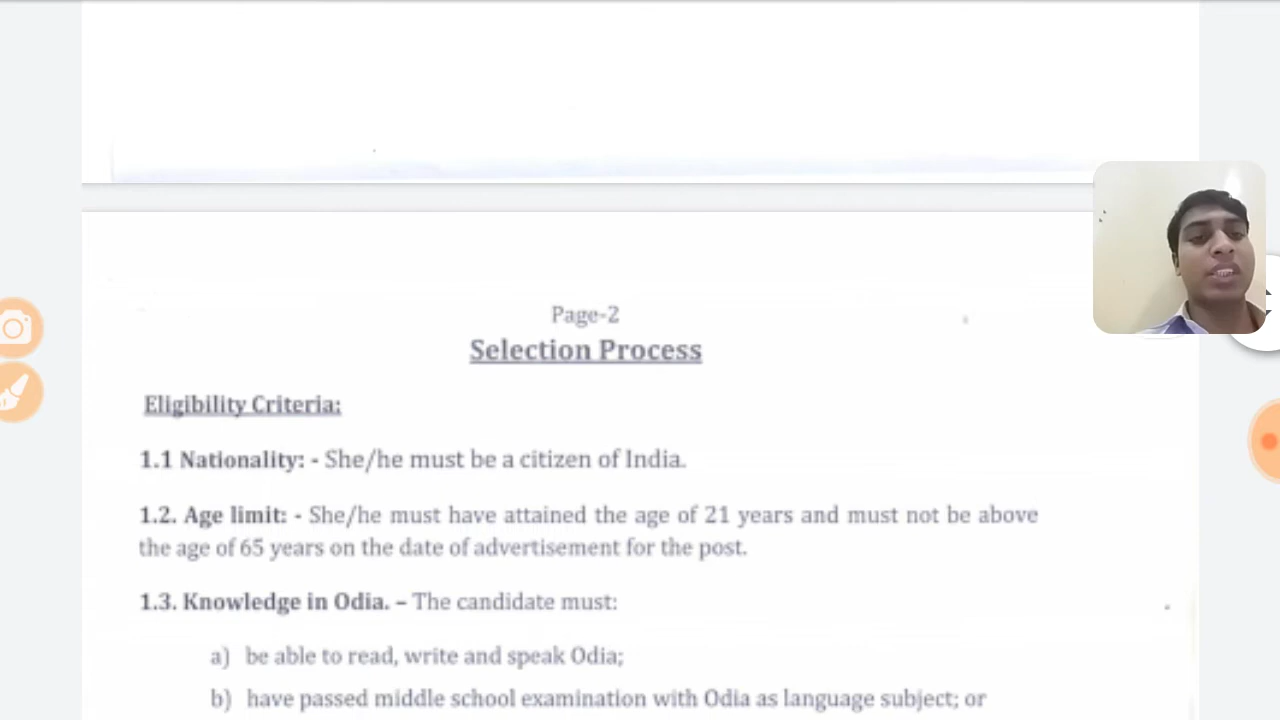 Page-2
Selection Process
Eligibility Criteria:
1.1 Nationality: - She/he must be a citizen of India.
1.2. Age limit: - She/he must have attained the age of 21 years and must not be above
the age of 65 years on the date of advertisement for the post.
1.3. Knowledge in Odia. – The candidate must:
a) be able to read, write and speak Odia;
b) have passed middle school examination with Odia as language subject; or